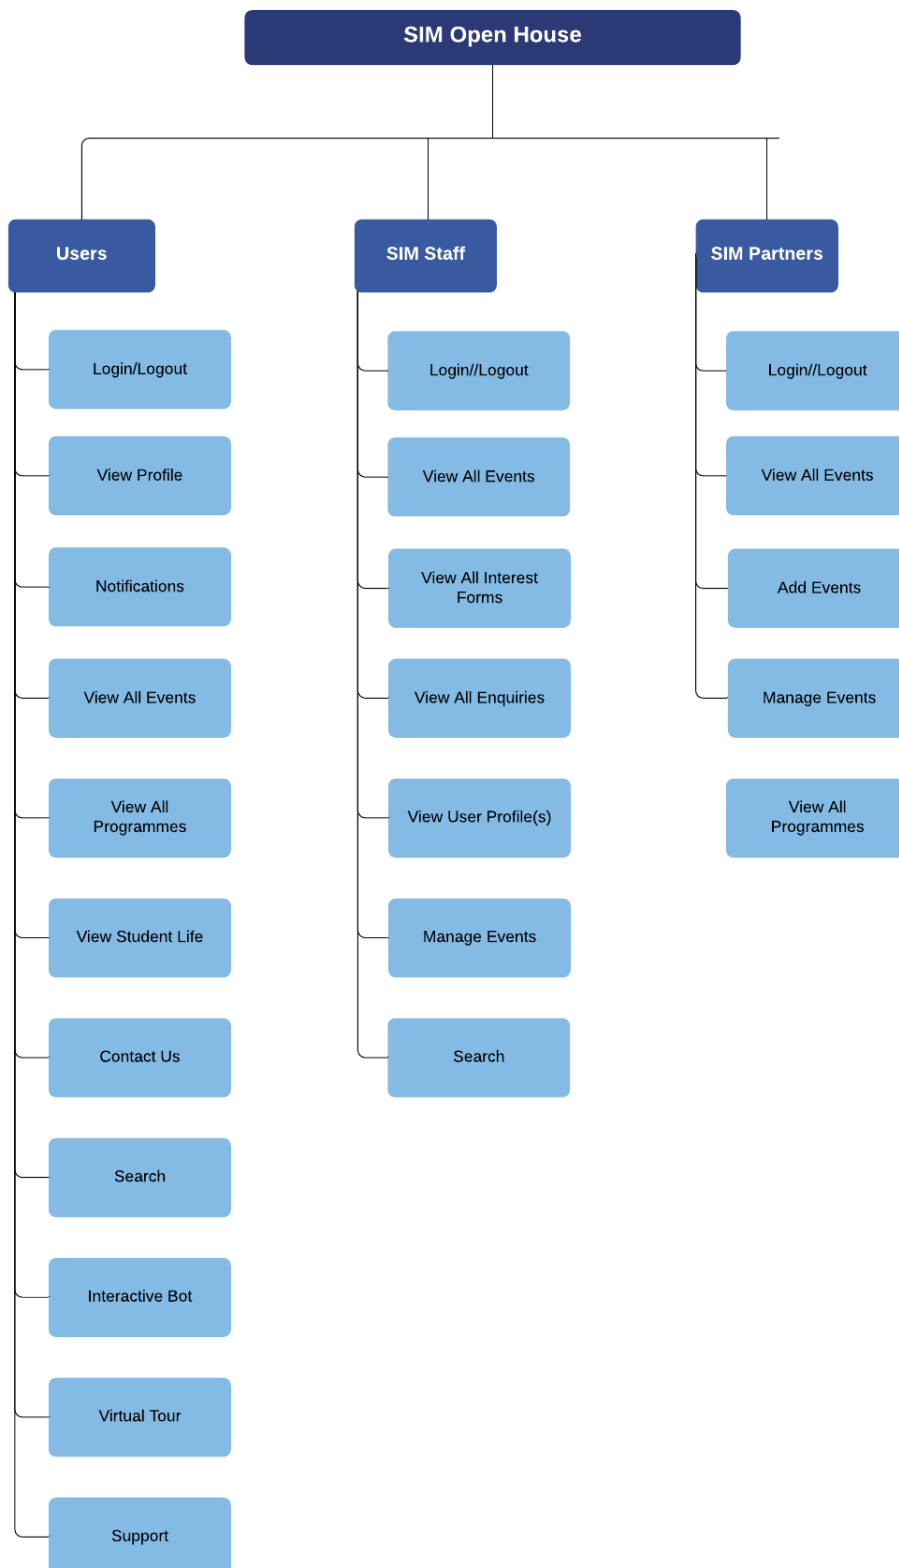 SIM Open House
Users
SIM Staff
SIM Partners
Login/Logout
Login//Logout
Login//Logout
View Profile
View All Events
View All Events
Notifications
View All Interest
Forms
Add Events
View All Events
View All Enquiries
Manage Events
View All
Programmes
View User Profile(s)
View All
Programmes
View Student Life
Manage Events
Contact Us
Search
Search
Interactive Bot
Virtual Tour
Support